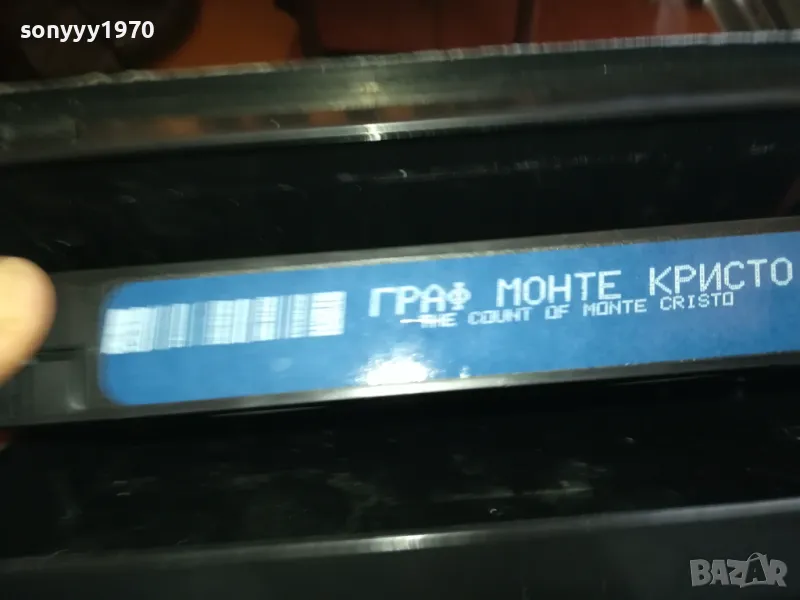 sonyyy1970
ГРАФ МОНТЕ КРИСТО
THE COUNT OF MONTE CRISTO
BAZAR